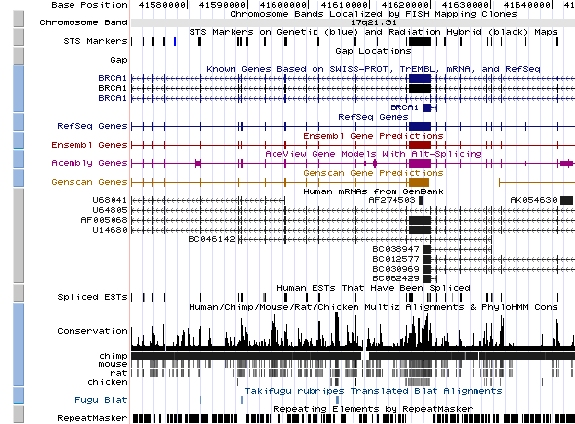 Base Position 41580000 41590000 41600000 41610000 41620000 41630000 41640000 41
Chromosome Bands Localized by FISH Mapping Clones
Chromosome Band 17q21.31
STS Markers on Genetic (blue) and Radiation Hybrid (black) Maps
STS Markers
Gap Locations
Gap
Known Genes Based on SWISS-PROT, TrEMBL, mRNA, and RefSeq
BRCA1
BRCA1
BRCA1
BRCA1
RefSeq Genes
RefSeq Genes
Ensembl Gene Predictions
Ensembl Genes
AceView Gene Models With Alt-Splicing
Acembly Genes
Genscan Gene Predictions
Genscan Genes
Human mRNAs from GenBank
U68041 AF274503 AK054630
U64805
AF005068
U14680
BC046142
BC038947
BC012577
BC030969
BC062429
Human ESTs That Have Been Spliced
Spliced ESTs
Human/Chimp/Mouse/Rat/Chicken Multiz Alignments & PhyloHMM Cons
Conservation
chimp
mouse
rat
chicken
Takifugu rubripes Translated Blat Alignments
Fugu Blat
Repeating Elements by RepeatMasker
RepeatMasker